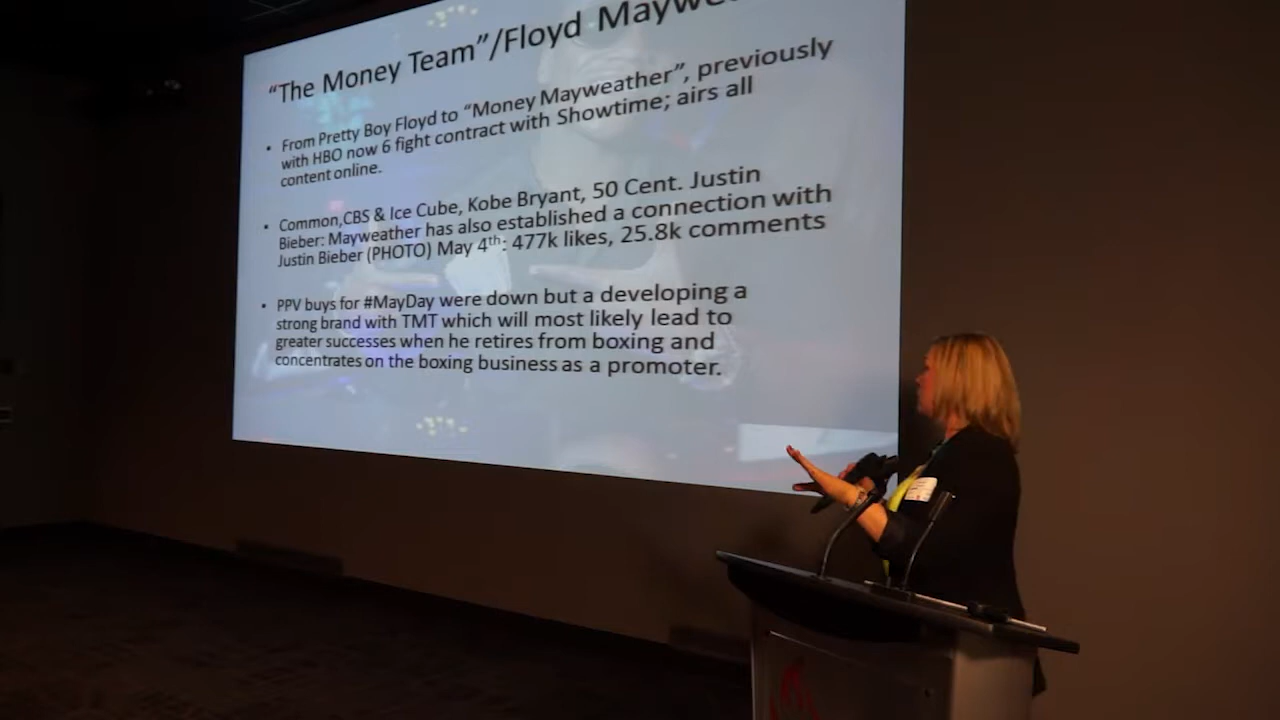 “The Money Team”/Floyd Maywe
• From Pretty Boy Floyd to “Money Mayweather”, previously
with HBO now 6 fight contract with Showtime; airs all
content online.
• Common,CBS & Ice Cube, Kobe Bryant, 50 Cent. Justin
Bieber: Mayweather has also established a connection with
Justin Bieber (PHOTO) May 4th: 477k likes, 25.8k comments
• PPV buys for #MayDay were down but a developing a
strong brand with TMT which will most likely lead to
greater successes when he retires from boxing and
concentrates on the boxing business as a promoter.